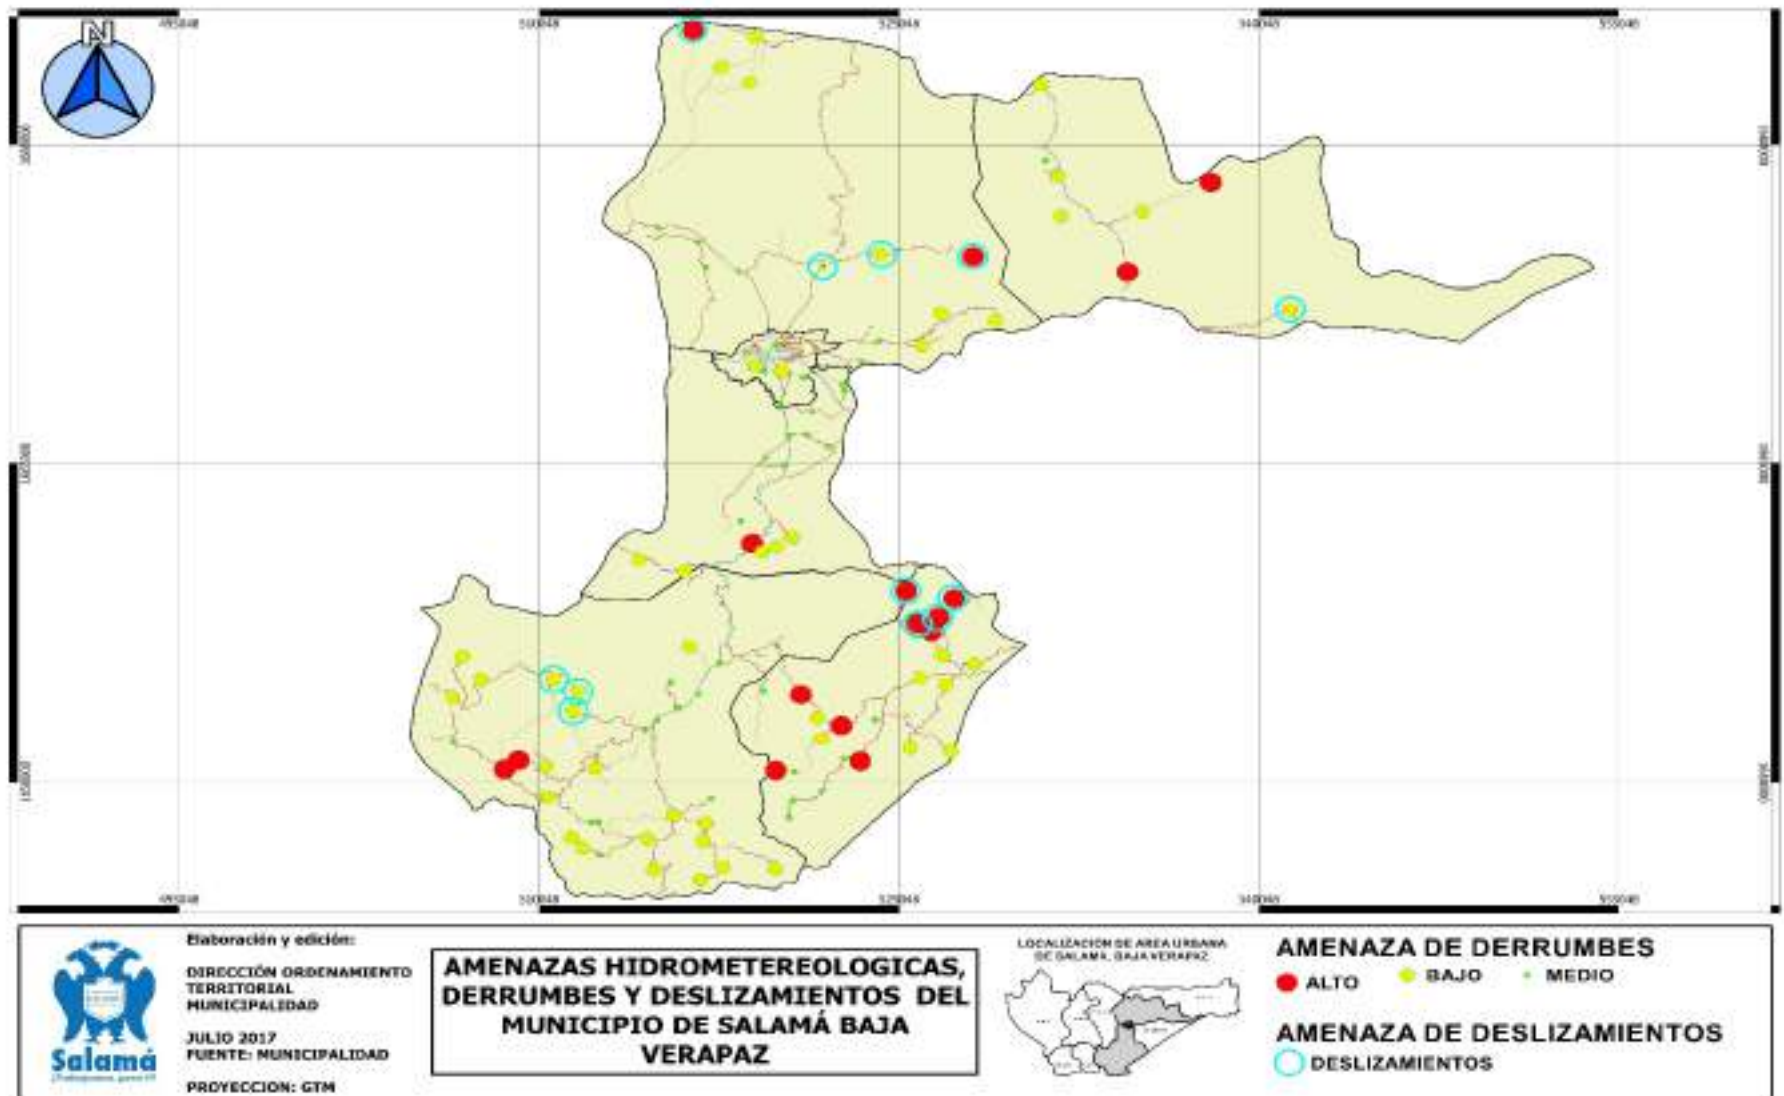 N
ELaboración y edición:
DIRECCIÓN ORDENAMIENTO
TERRITORIAL
MUNICIPALIDAD
JULIO 2017
FUENTE: MUNICIPALIDAD
PROYECCION: GTM
Salamá
AMENAZAS HIDROMETEREOLOGICAS,
DERRUMBES Y DESLIZAMIENTOS DEL
MUNICIPIO DE SALAMÁ BAJA
VERAPAZ
LOCALIZACIÓN DE AREA URBANA
DE SALAMA, BAJA VERAPAZ
AMENAZA DE DERRUMBES
ALTO BAJO MEDIO
AMENAZA DE DESLIZAMIENTOS
DESLIZAMIENTOS